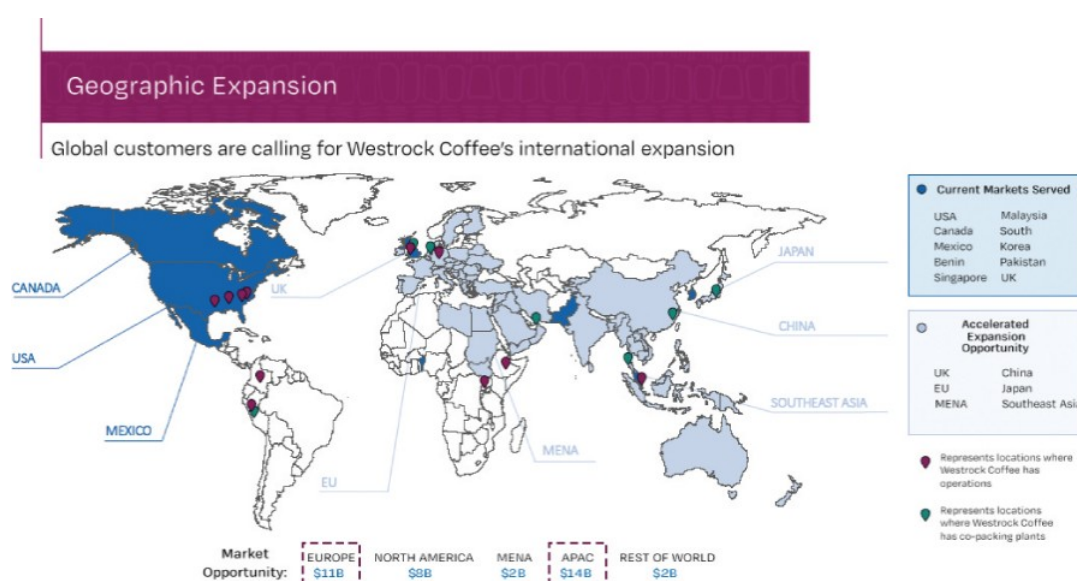 Geographic Expansion
Global customers are calling for Westrock Coffee's international expansion
CANADA
USA
MEXICO
UK
EU
MENA
JAPAN
CHINA
SOUTHEAST ASIA
Current Markets Served
USA Malaysia
Canada South
Mexico Korea
Benin Pakistan
Singapore UK
Accelerated
Expansion
Opportunity
UK China
EU Japan
MENA Southeast Asia
Represents locations where
Westrock Coffee has
operations
Represents locations
where Westrock Coffee
has co-packing plants
Market EUROPE NORTH AMERICA MENA APAC REST OF WORLD
Opportunity: $11B $8B $2B $14B $2B